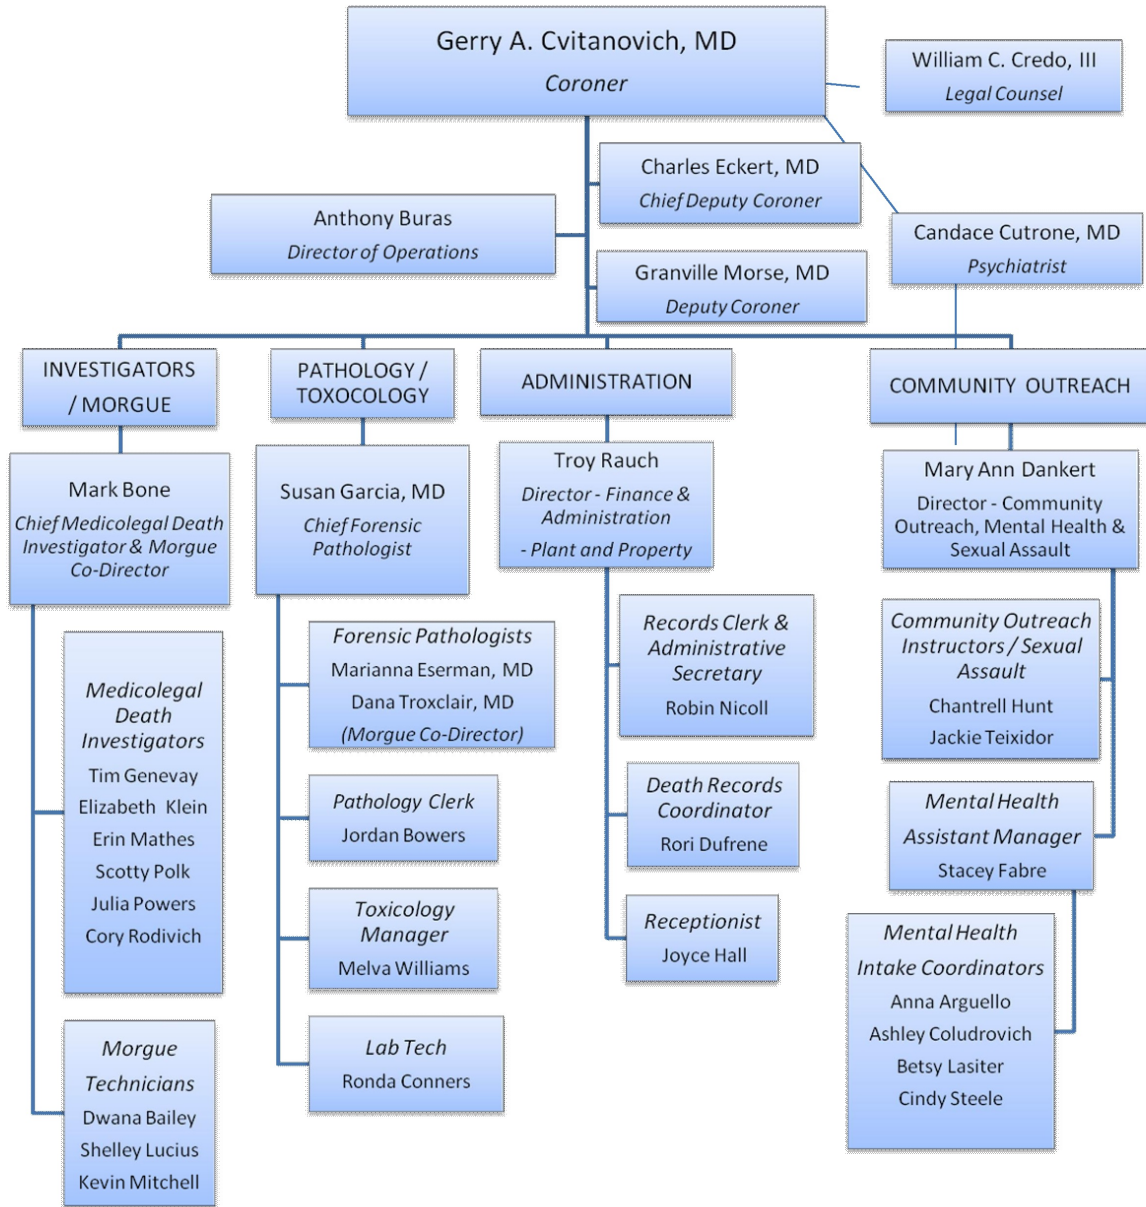 Gerry A. Cvitanovich, MD
Coroner
William C. Credo, III
Legal Counsel
Charles Eckert, MD
Chief Deputy Coroner
Anthony Buras
Director of Operations
Candace Cutrone, MD
Psychiatrist
Granville Morse, MD
Deputy Coroner
INVESTIGATORS
/ MORGUE
PATHOLOGY /
TOXOCOLOGY
ADMINISTRATION
COMMUNITY OUTREACH
Mark Bone
Chief Medicolegal Death
Investigator & Morgue
Co-Director
Susan Garcia, MD
Chief Forensic
Pathologist
Troy Rauch
Director - Finance &
Administration
- Plant and Property
Mary Ann Dankert
Director - Community
Outreach, Mental Health &
Sexual Assault
Medicolegal
Death
Investigators
Tim Genevay
Elizabeth Klein
Erin Mathes
Scotty Polk
Julia Powers
Cory Rodivich
Morgue
Technicians
Dwana Bailey
Shelley Lucius
Kevin Mitchell
Forensic Pathologists
Marianna Eserman, MD
Dana Troxclair, MD
(Morgue Co-Director)
Pathology Clerk
Jordan Bowers
Toxicology
Manager
Melva Williams
Lab Tech
Ronda Conners
Records Clerk &
Administrative
Secretary
Robin Nicoll
Death Records
Coordinator
Rori Dufrene
Receptionist
Joyce Hall
Community Outreach
Instructors / Sexual
Assault
Chantrell Hunt
Jackie Teixidor
Mental Health
Assistant Manager
Stacey Fabre
Mental Health
Intake Coordinators
Anna Arguello
Ashley Coludrovich
Betsy Lasiter
Cindy Steele